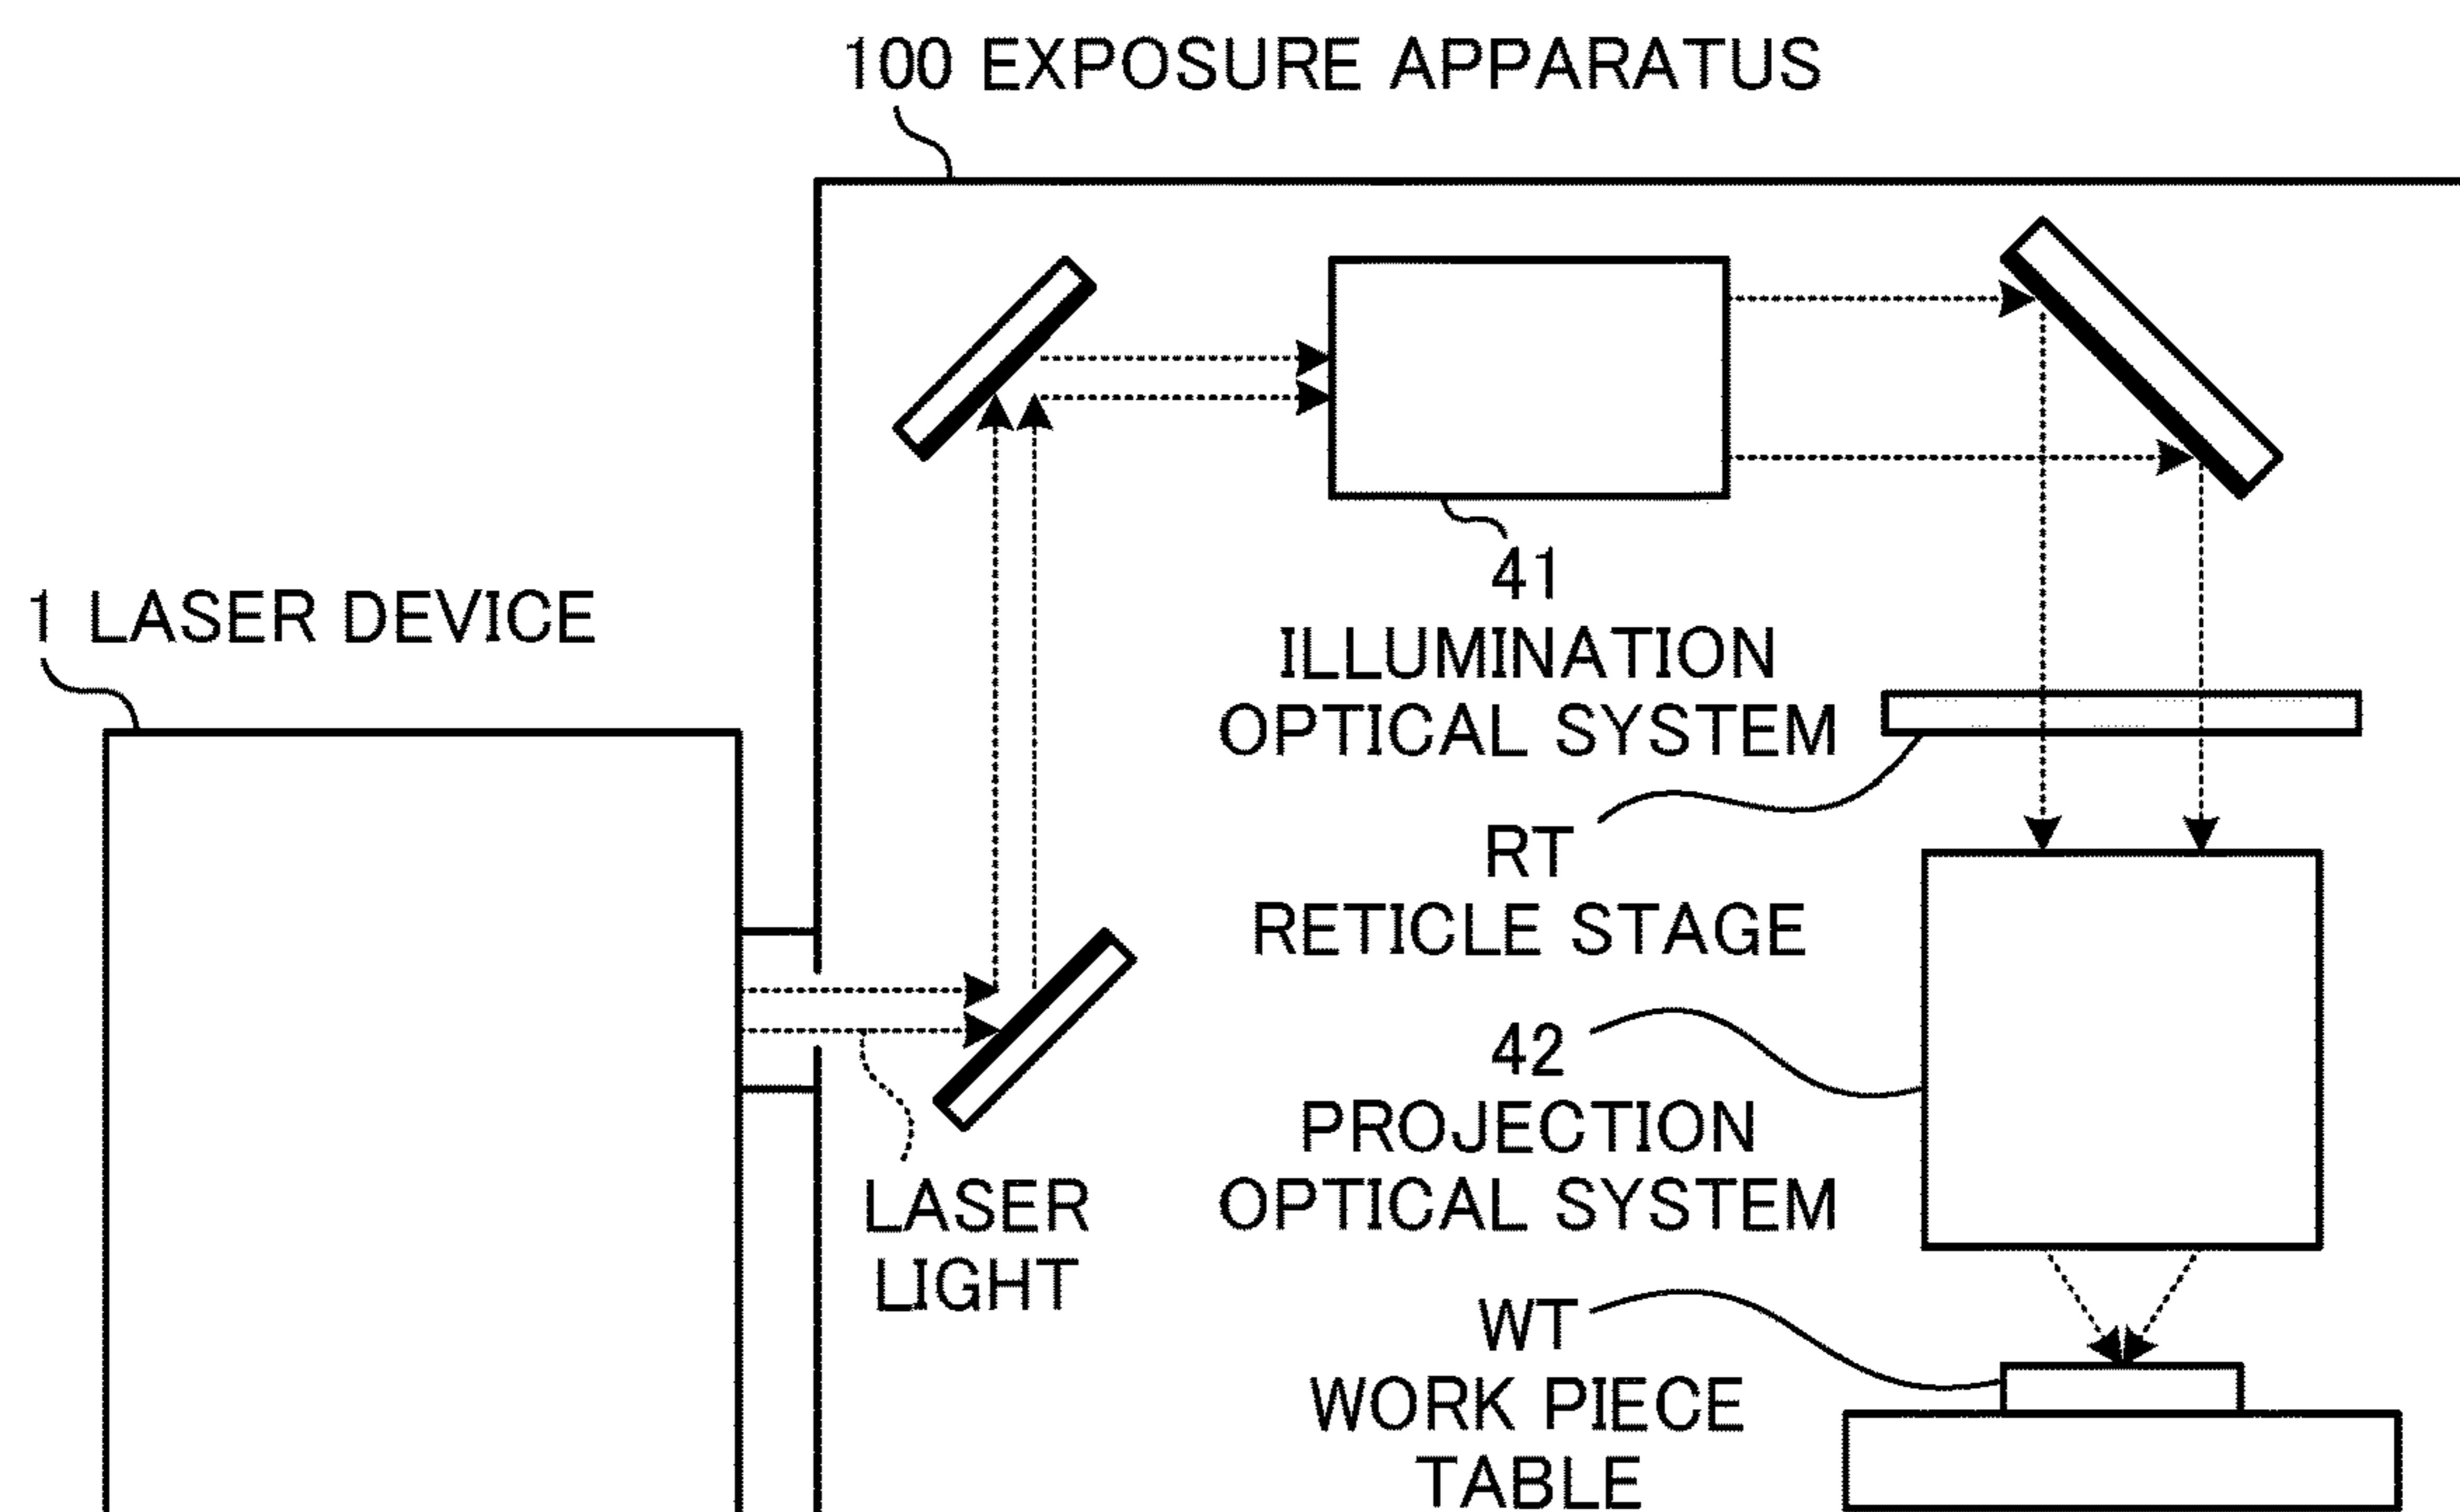 100 EXPOSURE APPARATUS
1 LASER DEVICE
41
ILLUMINATION
OPTICAL SYSTEM
RT
RETICLE STAGE
42
PROJECTION
OPTICAL SYSTEM
LASER
LIGHT
WT
WORK PIECE
TABLE